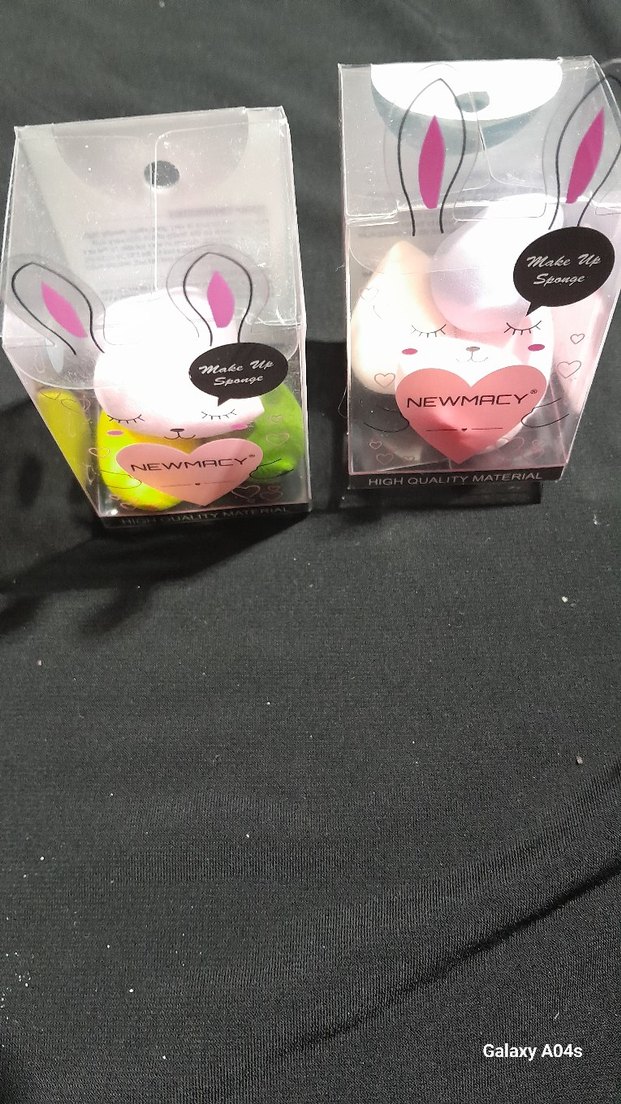 Make Up
Sponge
NEWMACY®
HIGH QUALITY MATERIAL
Make Up
Sponge
NEWMACY®
HIGH QUALITY MATERIAL
Galaxy A04s